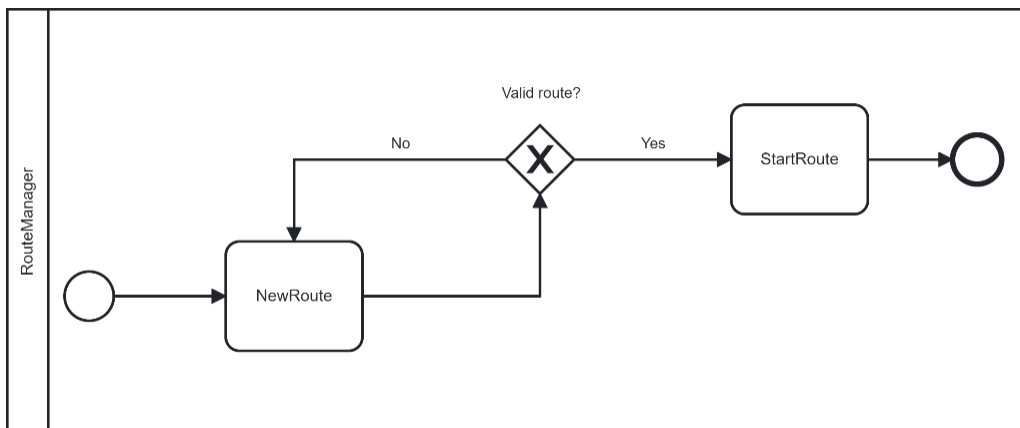 RouteManager
Valid route?
No
Yes
StartRoute
NewRoute